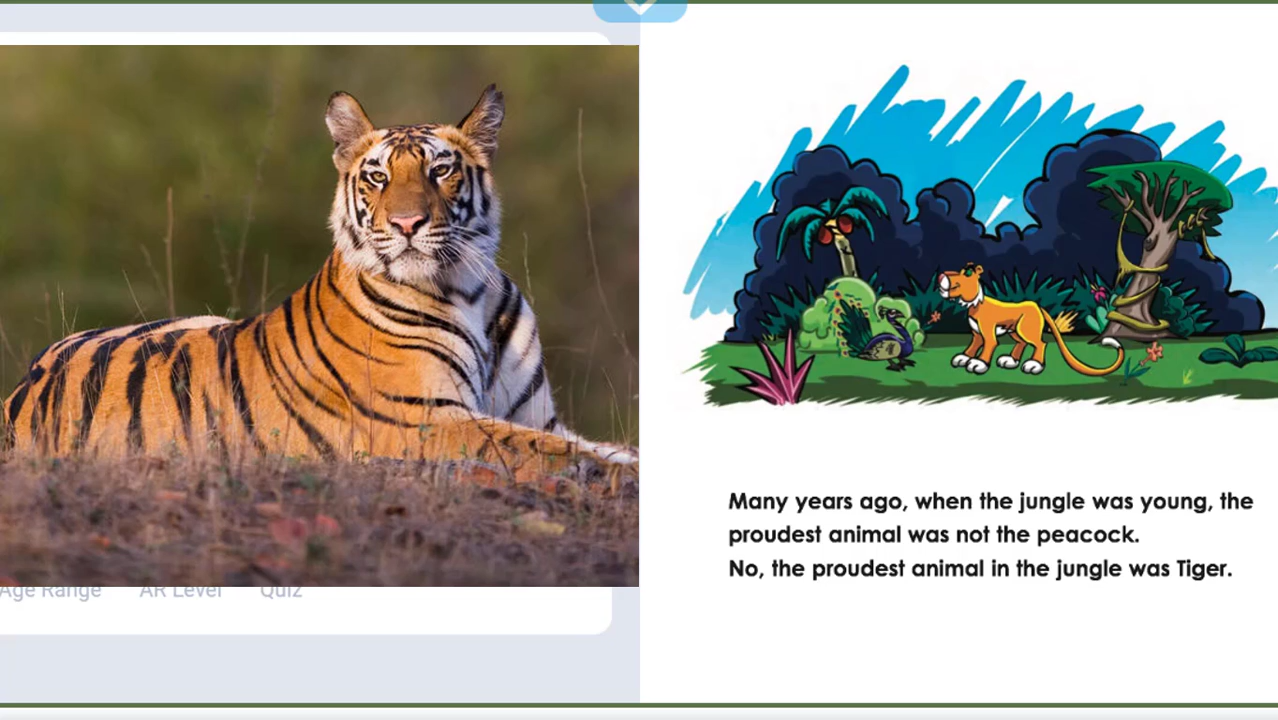 Age Range AR Level Quiz
Many years ago, when the jungle was young, the
proudest animal was not the peacock.
No, the proudest animal in the jungle was Tiger.